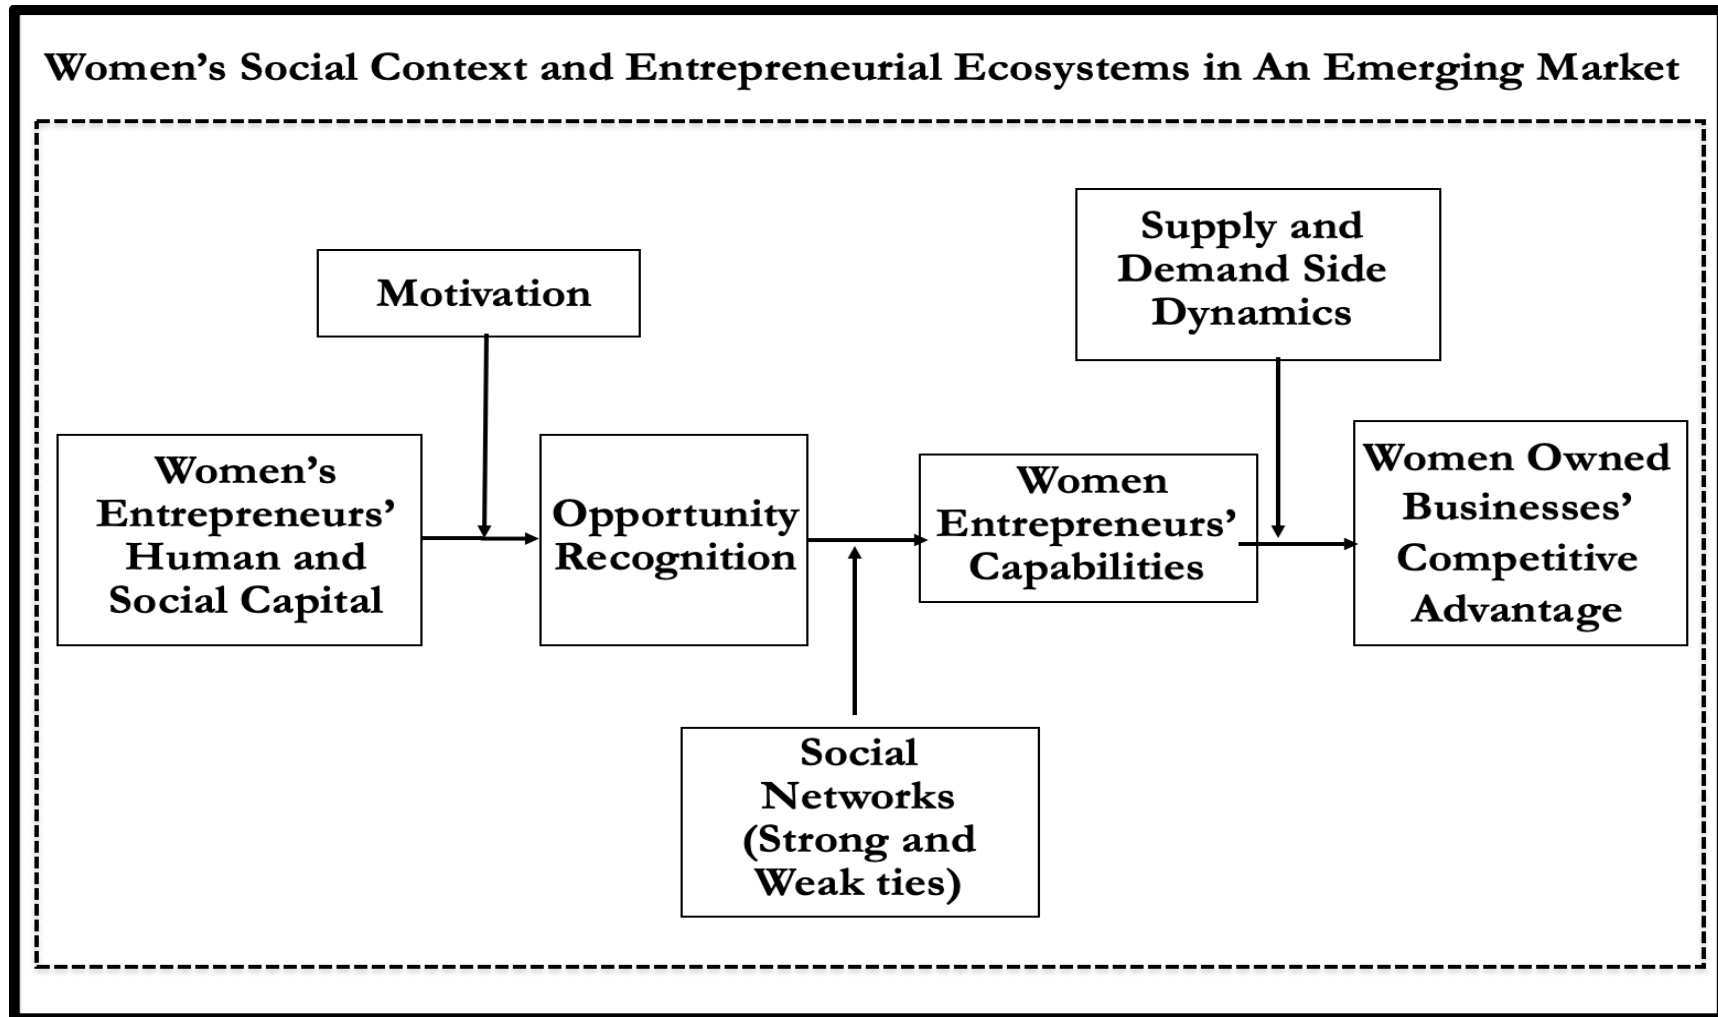 Women’s Social Context and Entrepreneurial Ecosystems in An Emerging Market
Motivation
Supply and
Demand Side
Dynamics
Women’s
Entrepreneurs’
Human and
Social Capital
Opportunity
Recognition
Women
Entrepreneurs’
Capabilities
Women Owned
Businesses’
Competitive
Advantage
Social
Networks
(Strong and
Weak ties)